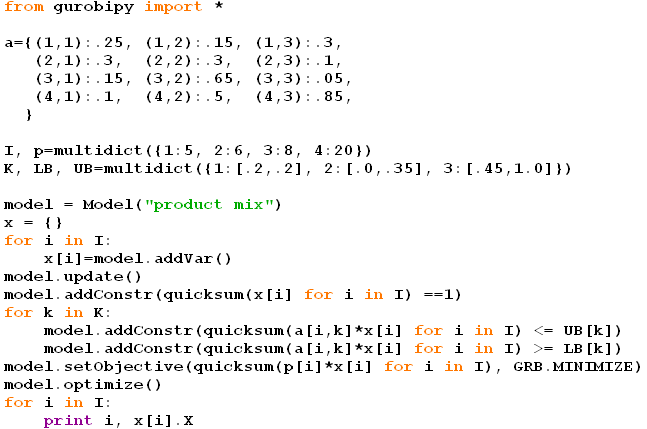 from gurobipy import *
a={(1,1):.25, (1,2):.15, (1,3):.3,
(2,1):.3, (2,2):.3, (2,3):.1,
(3,1):.15, (3,2):.65, (3,3):.05,
(4,1):.1, (4,2):.5, (4,3):.85,
}
I, p=multidict({1:5, 2:6, 3:8, 4:20})
K, LB, UB=multidict({1:[.2,.2], 2:[.0,.35], 3:[.45,1.0]})
model = Model("product mix")
x = {}
for i in I:
x[i]=model.addVar()
model.update()
model.addConstr(quicksum(x[i] for i in I) ==1)
for k in K:
model.addConstr(quicksum(a[i,k]*x[i] for i in I) <= UB[k])
model.addConstr(quicksum(a[i,k]*x[i] for i in I) >= LB[k])
model.setObjective(quicksum(p[i]*x[i] for i in I), GRB.MINIMIZE)
model.optimize()
for i in I:
print i, x[i].X